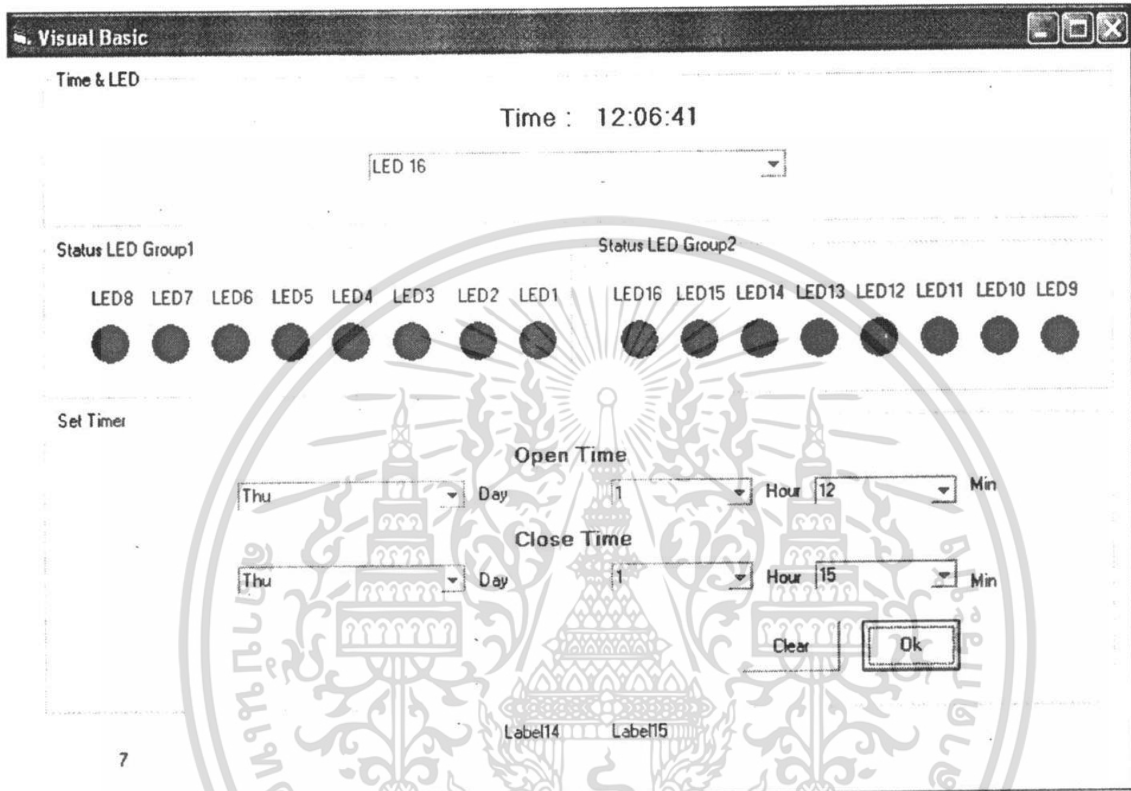 Visual Basic
Time & LED
Time : 12:06:41
LED 16
Status LED Group1
Status LED Group2
LED8 LED7 LED6 LED5 LED4 LED3 LED2 LED1
LED16 LED15 LED14 LED13 LED12 LED11 LED10 LED9
Set Timer
Open Time
Thu Day 1 Hour 12 Min
Close Time
Thu Day 1 Hour 15 Min
Clear Ok
Label14 Label15
7